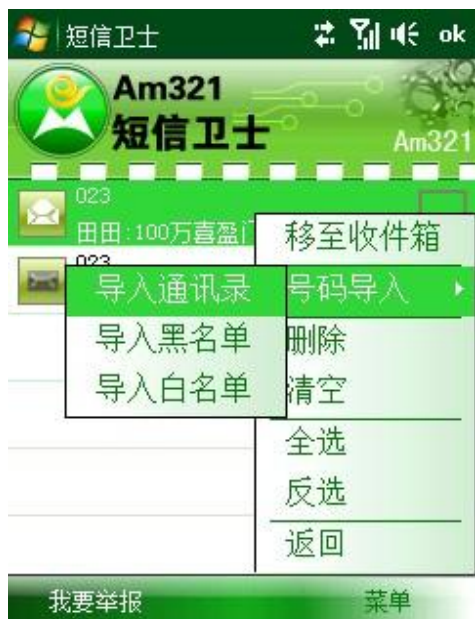 短信卫士 ok
Am321
短信卫士
Am321
023
田田:100万喜盈门
023
移至收件箱
号码导入
导入通讯录
导入黑名单
导入白名单
删除
清空
全选
反选
返回
我要举报 菜单